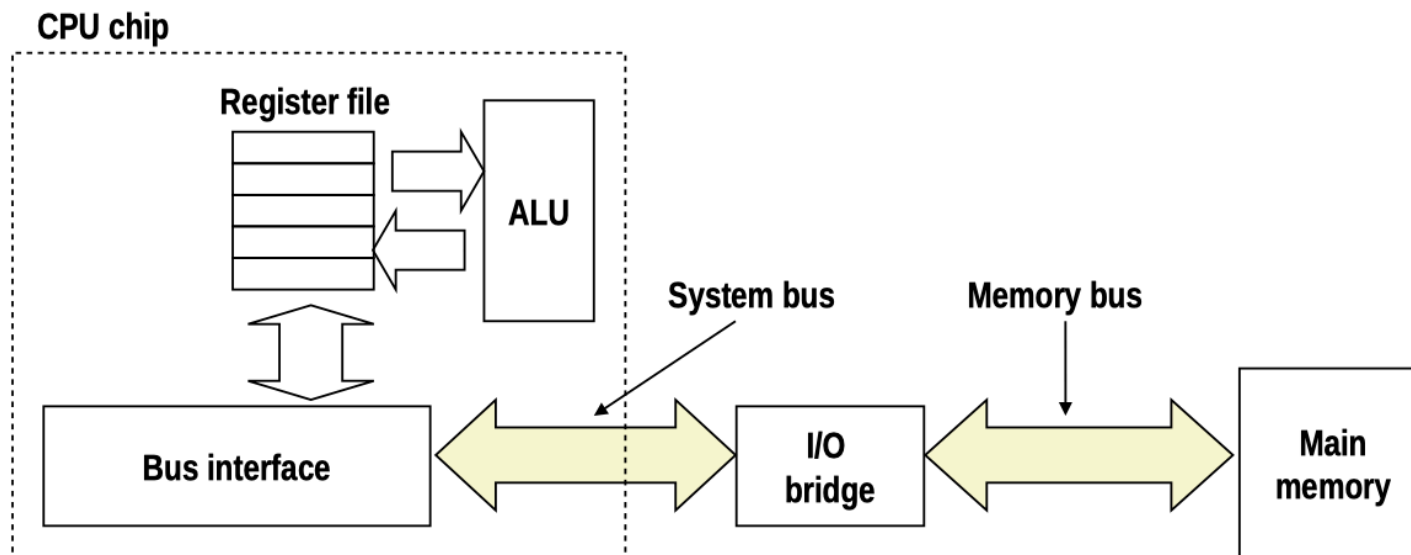 CPU chip
Register file
ALU
System bus
Memory bus
Bus interface
I/O
bridge
Main
memory